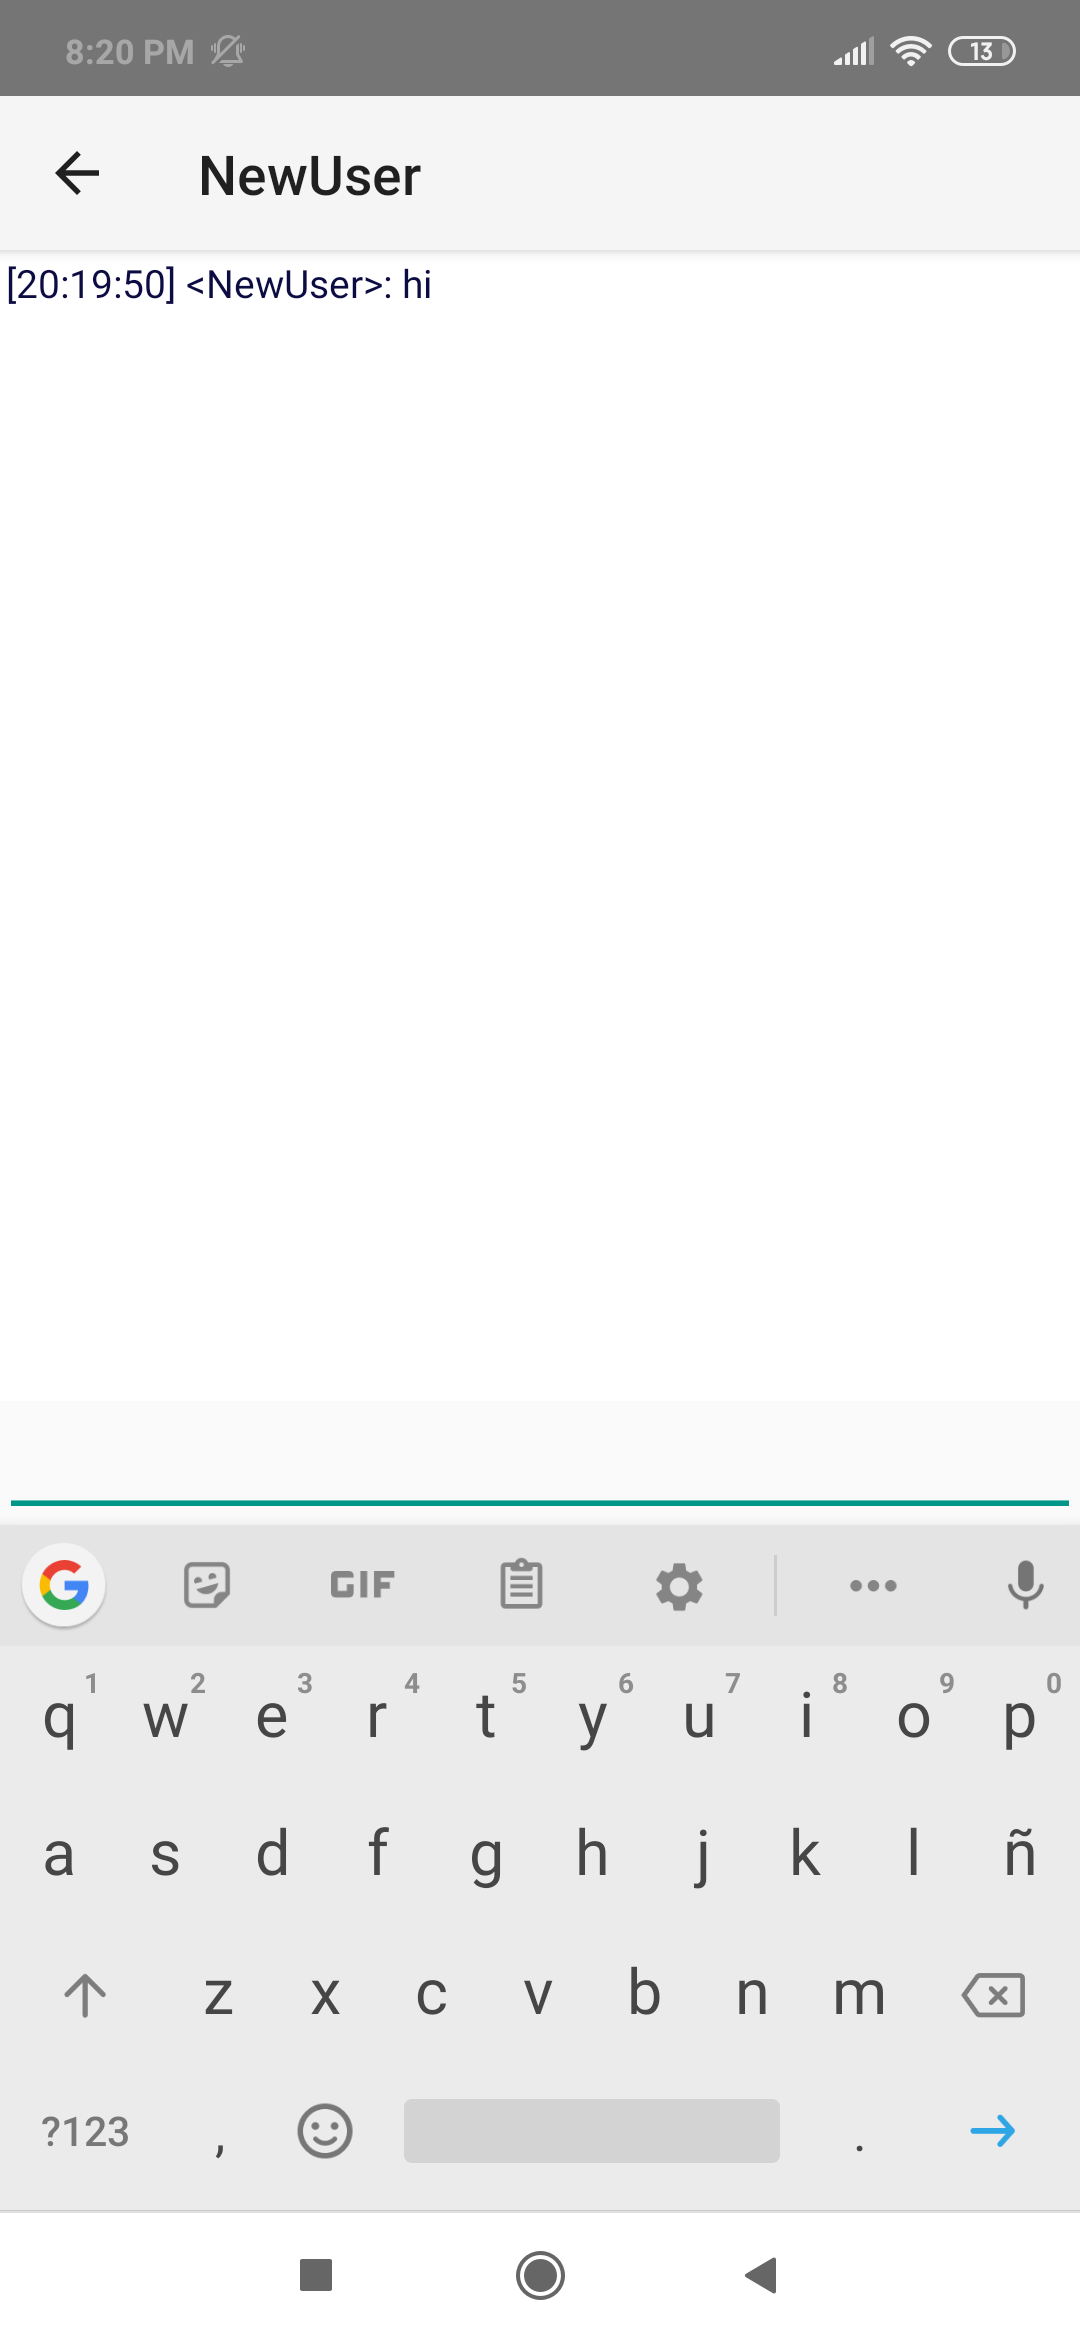 8:20 PM 13
NewUser
[20:19:50] <NewUser>: hi
GIF
1 2 3 4 5 6 7 8 9 0
q w e r t y u i o p
a s d f g h j k l ñ
z x c v b n m
?123 , .